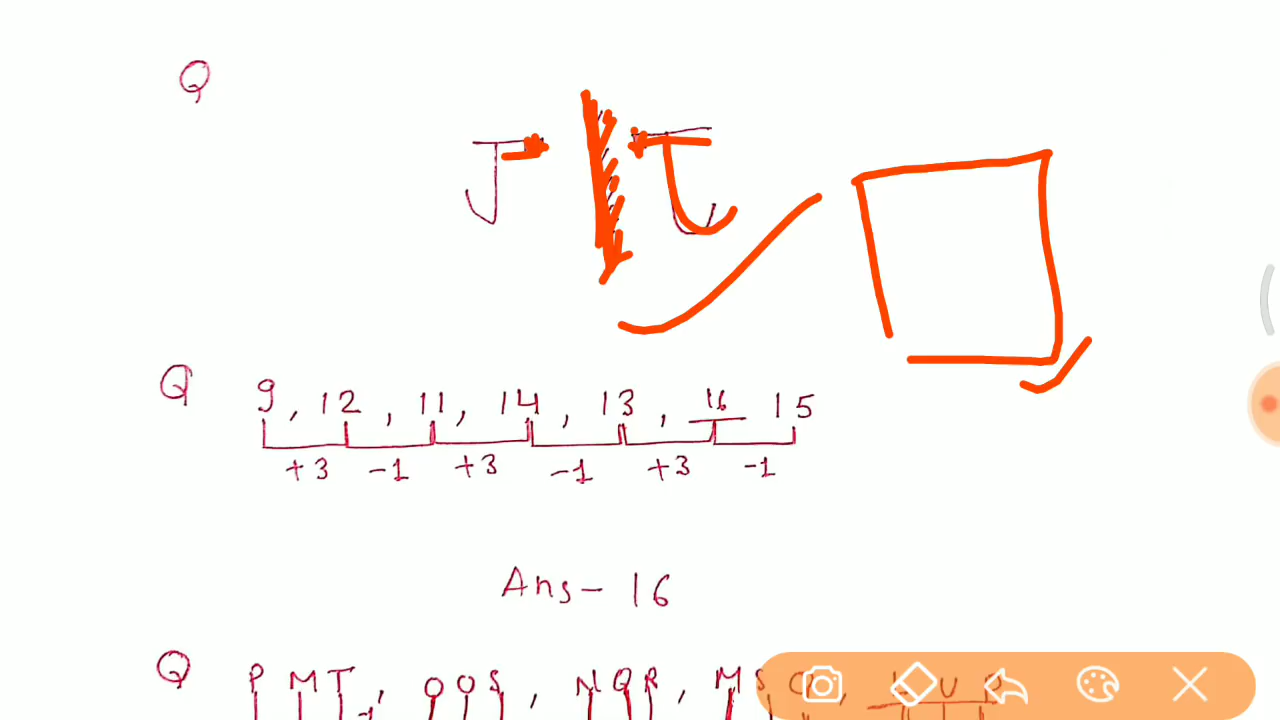 Q
J
Q 9, 12, 11, 14, 13, 16 15
+3 -1 +3 -1 +3 -1
Ans- 16
Q PMT, OOS, NQR, MS
-1